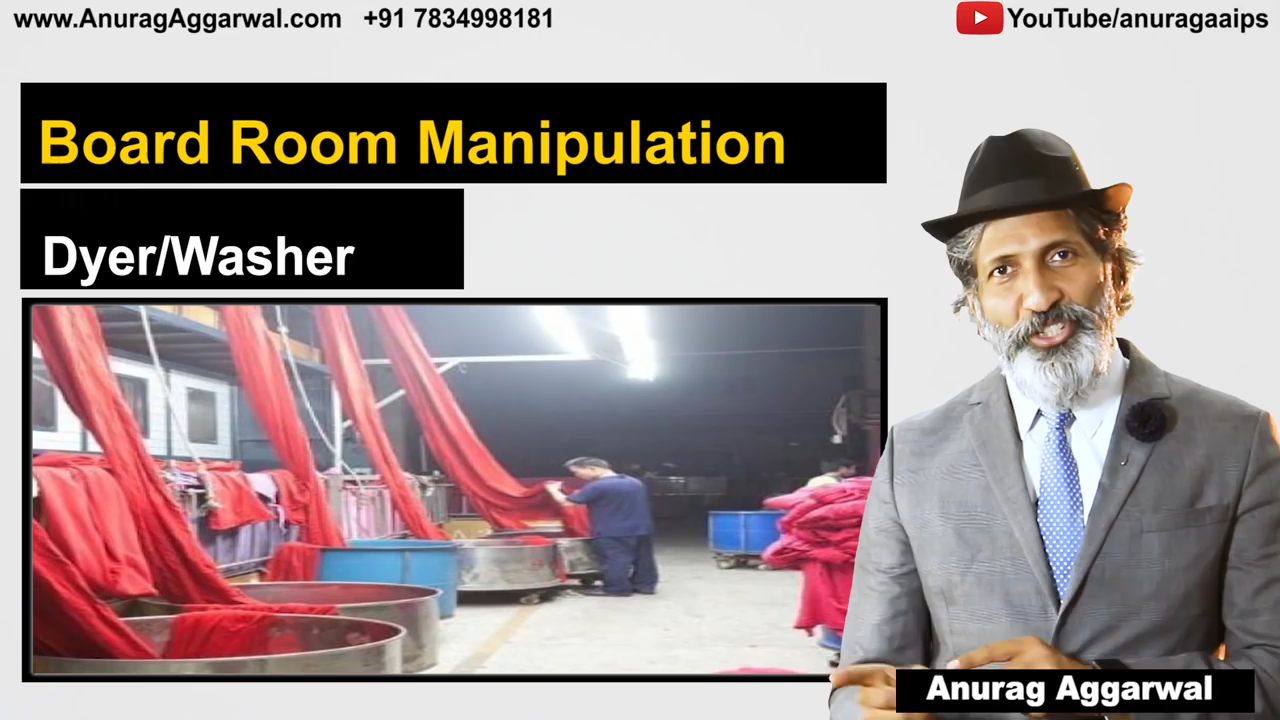 www.AnuragAggarwal.com +91 7834998181
YouTube/anuragaaips
Board Room Manipulation
Dyer/Washer
Anurag Aggarwal